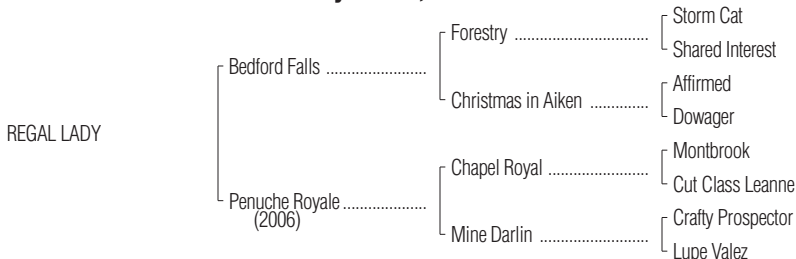 Forestry ..................................
Storm Cat
Shared Interest
Bedford Falls .........................
Christmas in Aiken ...............
Affirmed
Dowager
REGAL LADY
Chapel Royal .........................
Montbrook
Cut Class Leanne
Penuche Royale .....................
(2006)
Mine Darlin ...........................
Crafty Prospector
Lupe Valez